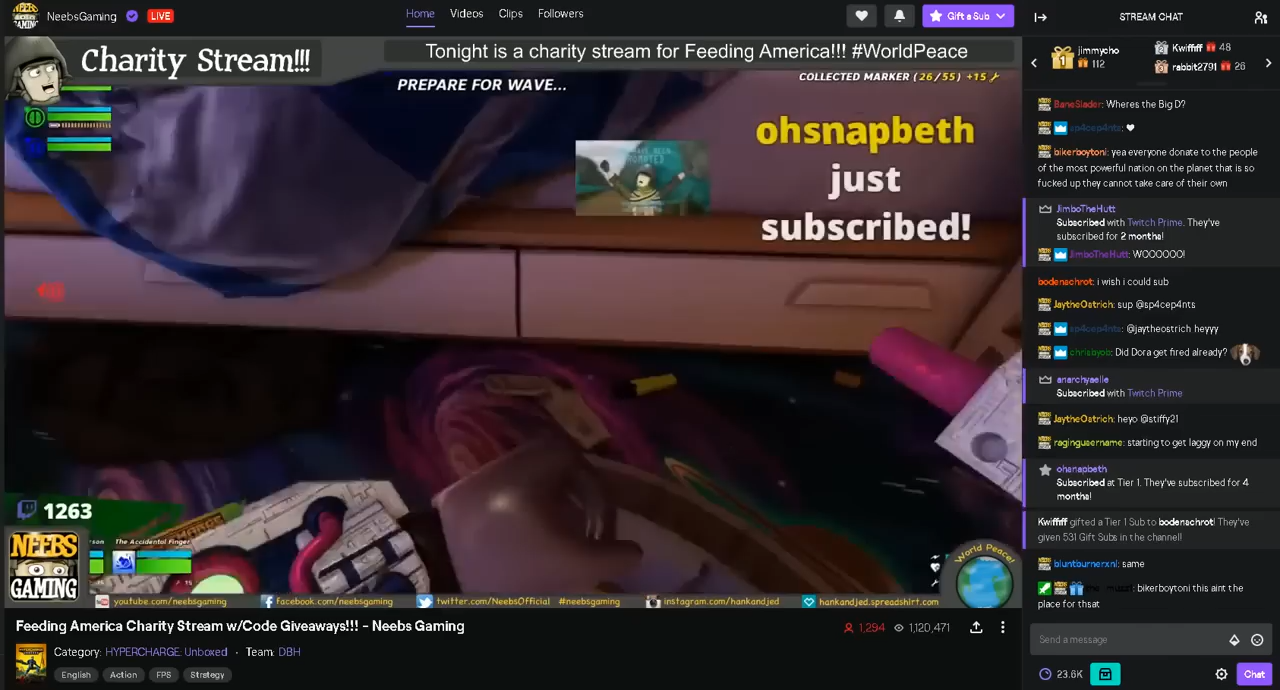 NeebsGaming LIVE
Home Videos Clips Followers
Gift a Sub
STREAM CHAT
Charity Stream!!!
Tonight is a charity stream for Feeding America!!! #WorldPeace
PREPARE FOR WAVE...
COLLECTED MARKER (26/55) +15
ohsnapbeth
just
subscribed!
1263
The Accidental Finger
NEEBS
GAMING
World Peace!
youtube.com/neebsgaming
facebook.com/neebsgaming
twitter.com/NeebsOfficial #neebsgaming
instagram.com/hankandjed
hankandjed.spreadshirt.com
Feeding America Charity Stream w/Code Giveaways!!! - Neebs Gaming
1,294 1,120,471
Category: HYPERCHARGE: Unboxed · Team: DBH
English Action FPS Strategy
1 jimmycho
112
2 Kwifffff 48
3 rabbit2791 26
BaneSlader: Wheres the Big D?
sp4cep4nts:
bikerboytoni: yea everyone donate to the people
of the most powerful nation on the planet that is so
fucked up they cannot take care of their own
JimboTheHutt
Subscribed with Twitch Prime. They've
subscribed for 2 months!
JimboTheHutt: WOOOOOO!
bodenachrot: i wish i could sub
JaytheOstrich: sup @sp4cep4nts
sp4cep4nts: @jaytheostrich heyyy
chrisbyob: Did Dora get fired already?
anarchyaelle
Subscribed with Twitch Prime
JaytheOstrich: heyo @stiffy21
ragingusername: starting to get laggy on my end
ohsnapbeth
Subscribed at Tier 1. They've subscribed for 4
months!
Kwifffff gifted a Tier 1 Sub to bodenachrot! They've
given 531 Gift Subs in the channel!
bluntburnerxnl: same
bikerboytoni this aint the
place for thsat
Send a message
23.6K
Chat